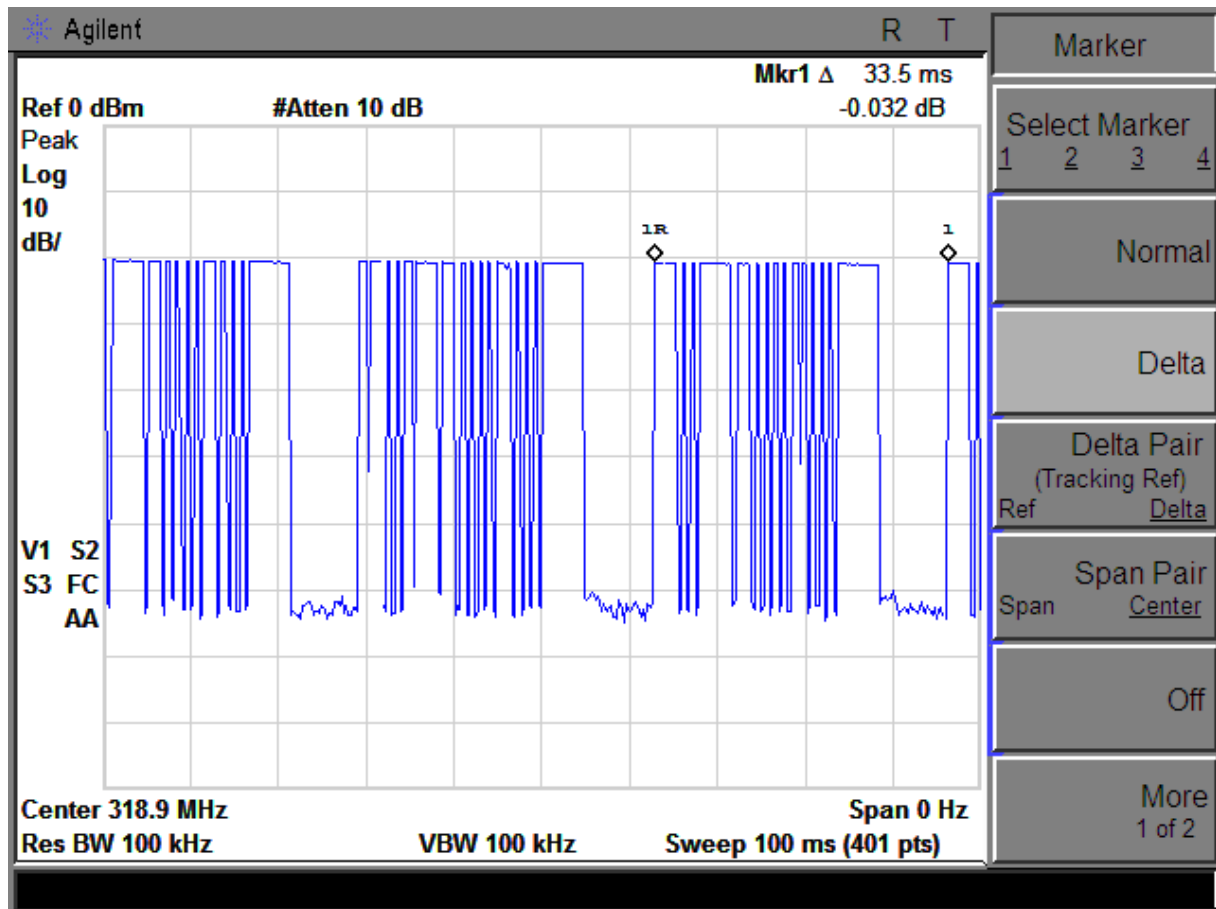 Agilent R T
Mkr1 Δ 33.5 ms
Ref 0 dBm #Atten 10 dB -0.032 dB
Peak
Log
10
dB/
1R 1
V1 S2
S3 FC
AA
Center 318.9 MHz Span 0 Hz
Res BW 100 kHz VBW 100 kHz Sweep 100 ms (401 pts)
Marker
Select Marker
1 2 3 4
Normal
Delta
Delta Pair
(Tracking Ref)
Ref Delta
Span Pair
Span Center
Off
More
1 of 2